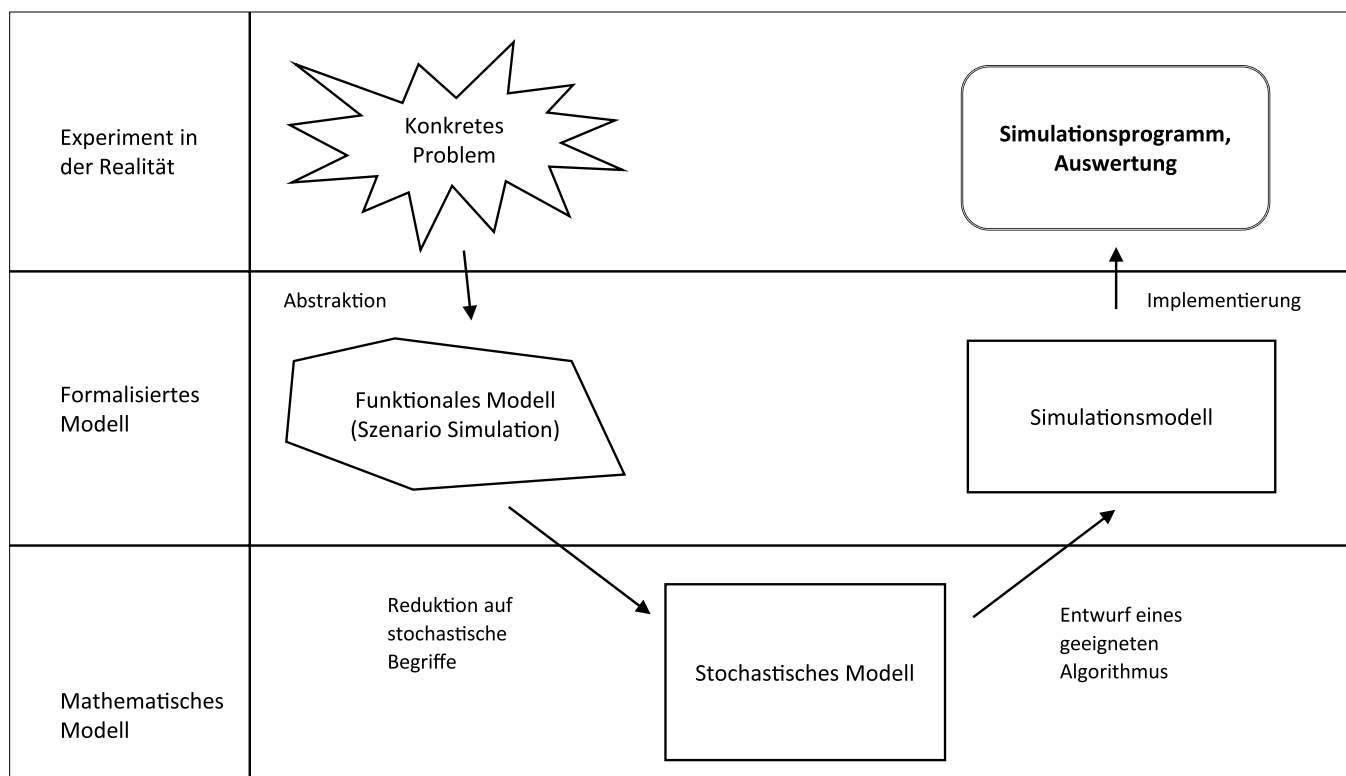 Experiment in
der Realität
Konkretes
Problem
Simulationsprogramm,
Auswertung
Abstraktion
Implementierung
Formalisiertes
Modell
Funktionales Modell
(Szenario Simulation)
Simulationsmodell
Reduktion auf
stochastische
Begriffe
Entwurf eines
geeigneten
Algorithmus
Stochastisches Modell
Mathematisches
Modell